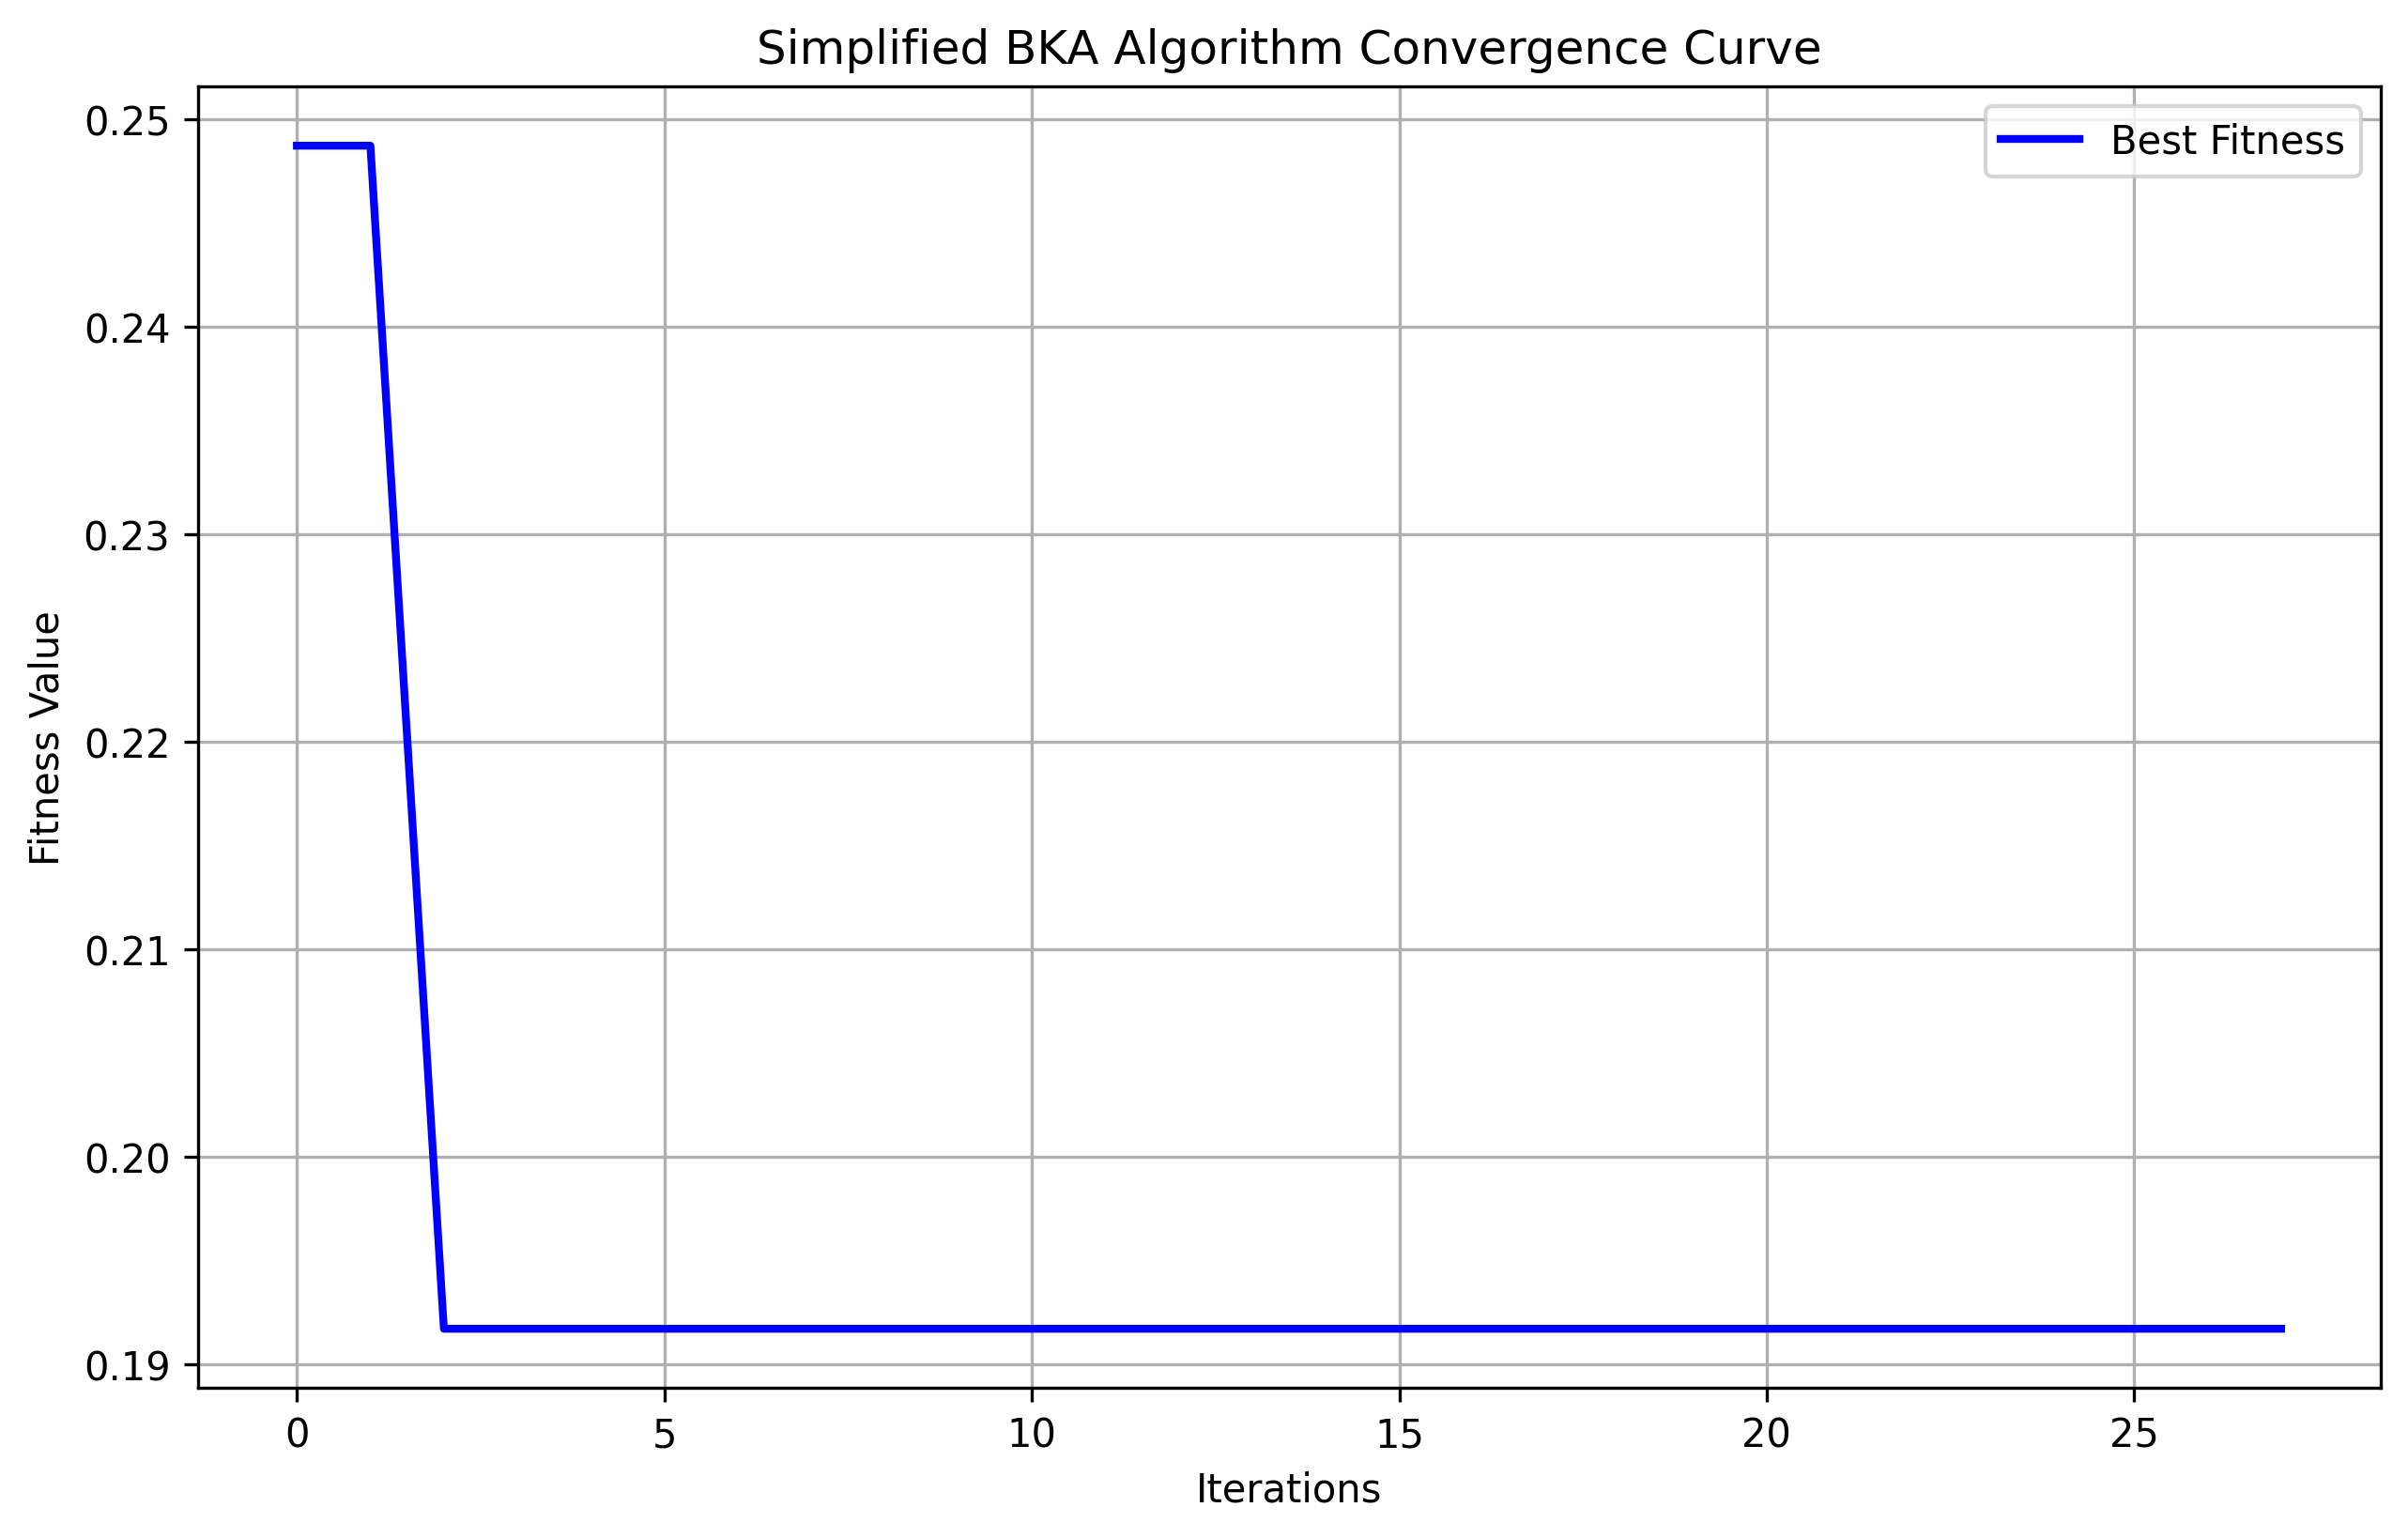 Simplified BKA Algorithm Convergence Curve
Best Fitness
Fitness Value
0.25
0.24
0.23
0.22
0.21
0.20
0.19
0 5 10 15 20 25
Iterations